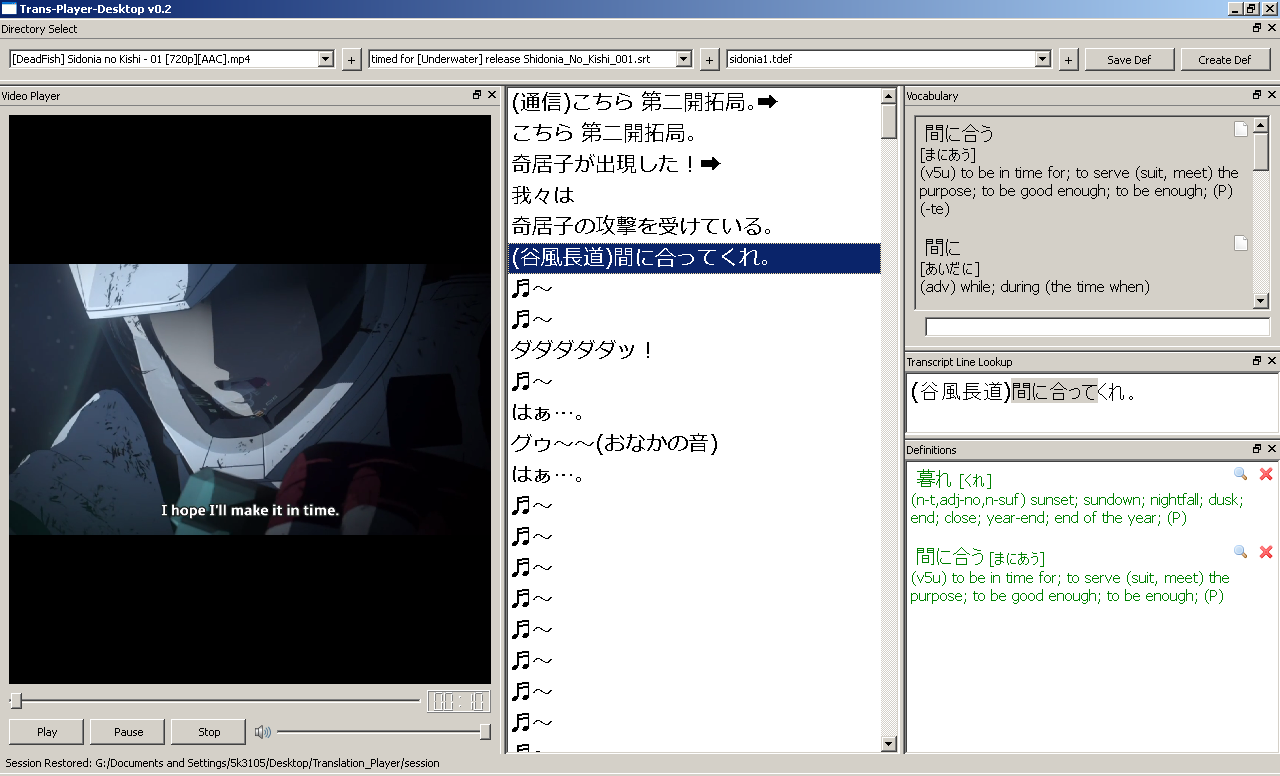 Trans-Player-Desktop v0.2
Directory Select
[DeadFish] Sidonia no Kishi - 01 [720p][AAC].mp4
+
timed for [Underwater] release Shidonia_No_Kishi_001.srt
+
sidonia1.tdef
+
Save Def
Create Def
Video Player
I hope I'll make it in time.
00:10
Play
Pause
Stop
(通信)こちら 第二開拓局。➡
こちら 第二開拓局。
奇居子が出現した！➡
我々は
奇居子の攻撃を受けている。
(谷風長道)間に合ってくれ。
♬～
♬～
ダダダダダッ！
♬～
はぁ…。
グゥ～～(おなかの音)
はぁ…。
♬～
♬～
♬～
♬～
♬～
♬～
♬～
♬～
♬～
Vocabulary
間に合う
[まにあう]
(v5u) to be in time for; to serve (suit, meet) the
purpose; to be good enough; to be enough; (P)
(-te)
間に
[あいだに]
(adv) while; during (the time when)
Transcript Line Lookup
(谷風長道)間に合ってくれ。
Definitions
暮れ [くれ]
(n-t,adj-no,n-suf) sunset; sundown; nightfall; dusk;
end; close; year-end; end of the year; (P)
間に合う [まにあう]
(v5u) to be in time for; to serve (suit, meet) the
purpose; to be good enough; to be enough; (P)
Session Restored: G:/Documents and Settings/Sk3105/Desktop/Translation_Player/session